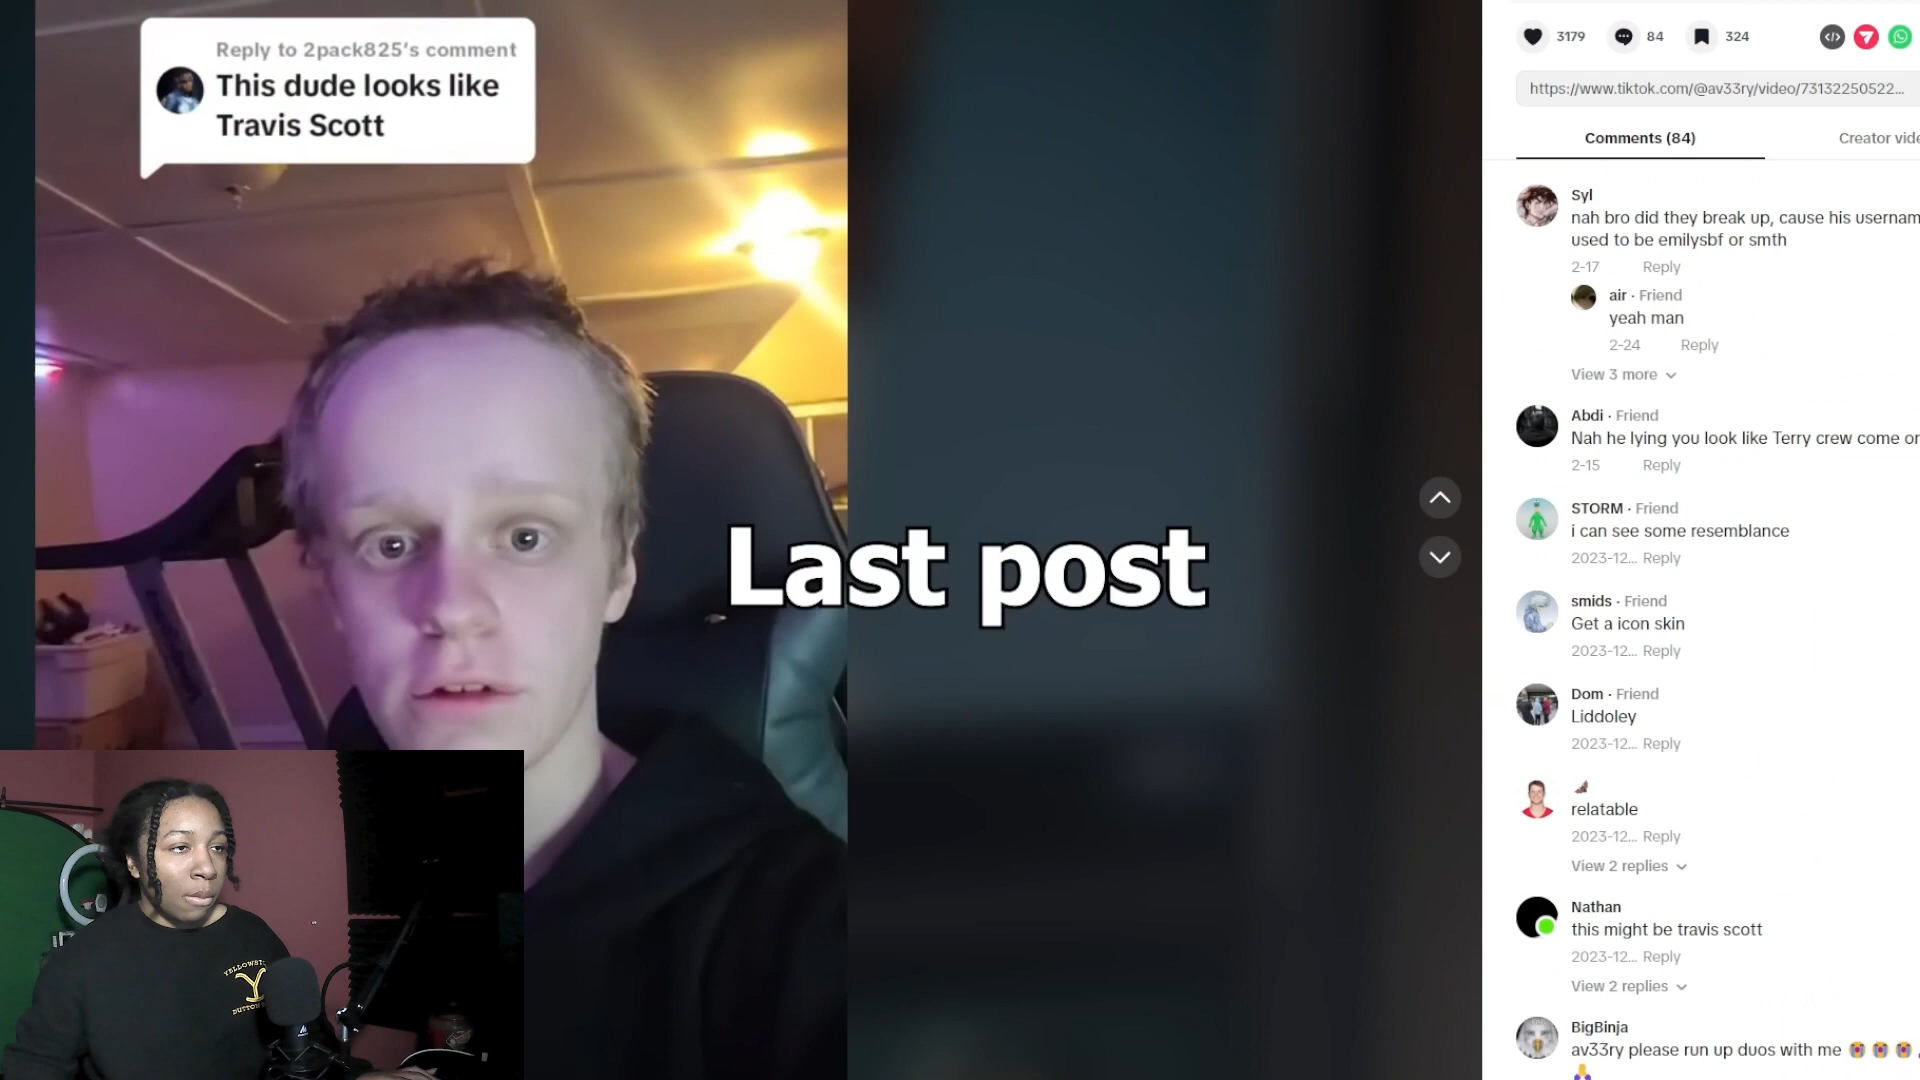 Reply to 2pack825's comment
This dude looks like
Travis Scott
Last post
3179
84
324
https://www.tiktok.com/@av33ry/video/73132250522...
Comments (84)
Creator
Syl
nah bro did they break up, cause his
used to be emilysbf or smth
2-17 Reply
air · Friend
yeah man
2-24 Reply
View 3 more
Abdi · Friend
Nah he lying you look like Terry crew come
2-15 Reply
STORM · Friend
i can see some resemblance
2023-12... Reply
smids · Friend
Get a icon skin
2023-12... Reply
Dom · Friend
Liddoley
2023-12... Reply
relatable
2023-12... Reply
View 2 replies
Nathan
this might be travis scott
2023-12... Reply
View 2 replies
BigBinja
av33ry please run up duos with me
Y
DUTTON